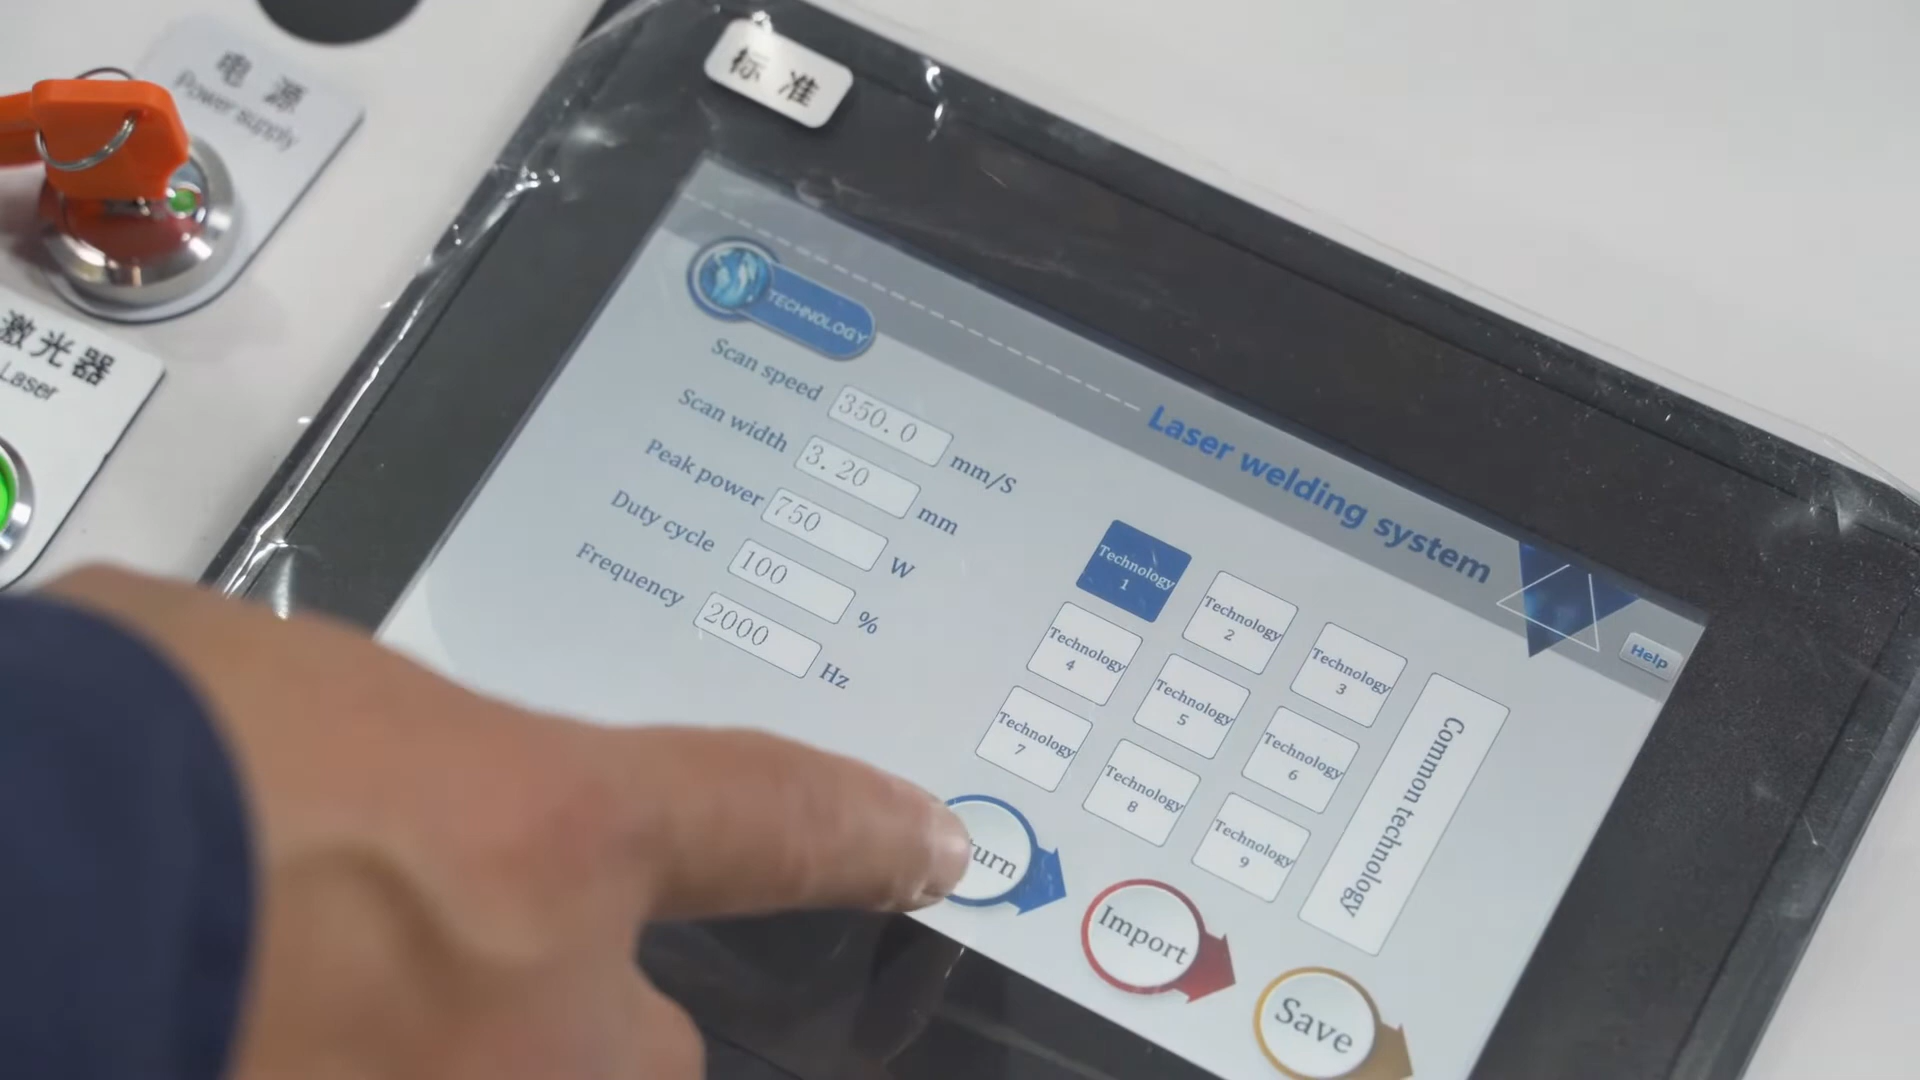 电 源
Power supply
激光器
Laser
标 准
TECHNOLOGY
Laser welding system
Help
Scan speed 350.0 mm/S
Scan width 3.20 mm
Peak power 750 W
Duty cycle 100 %
Frequency 2000 Hz
Technology
1
Technology
2
Technology
3
Technology
4
Technology
5
Technology
6
Technology
7
Technology
8
Technology
9
Common technology
Import
Save